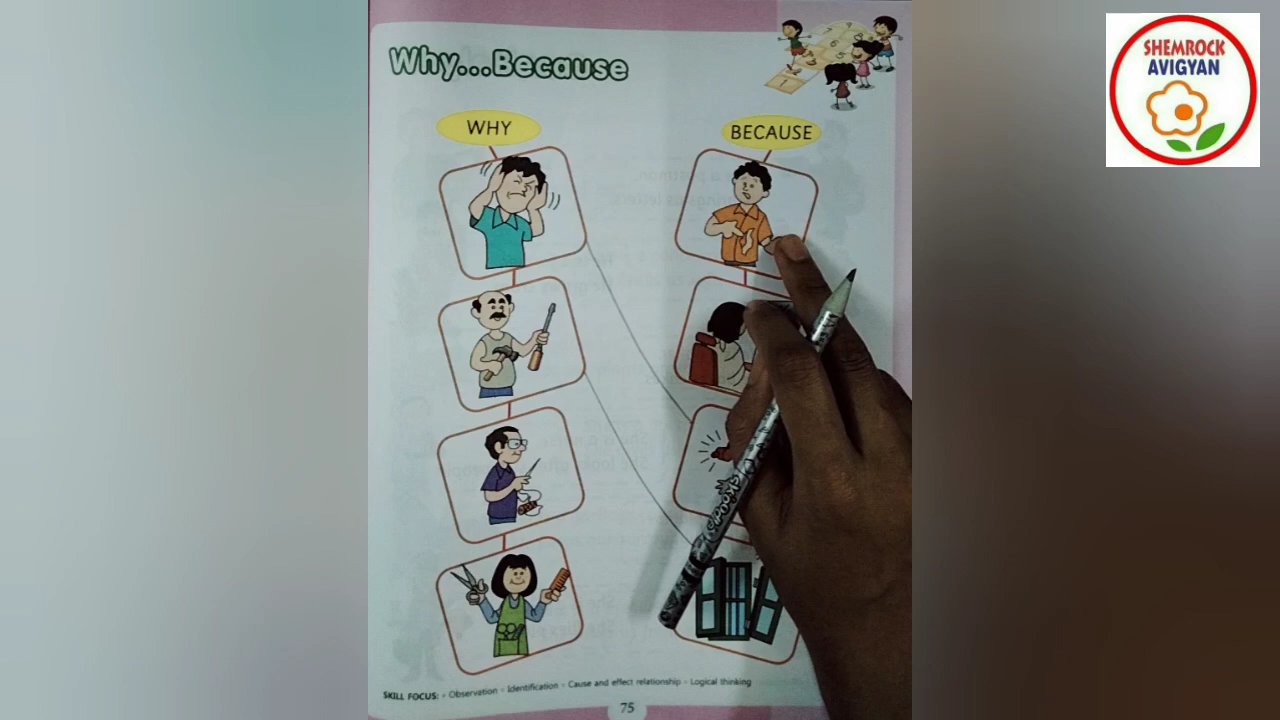 Why...Because
WHY
BECAUSE
SKILL FOCUS: • Observation • Identification • Cause and effect relationship • Logical thinking
75
SHEMROCK
AVIGYAN